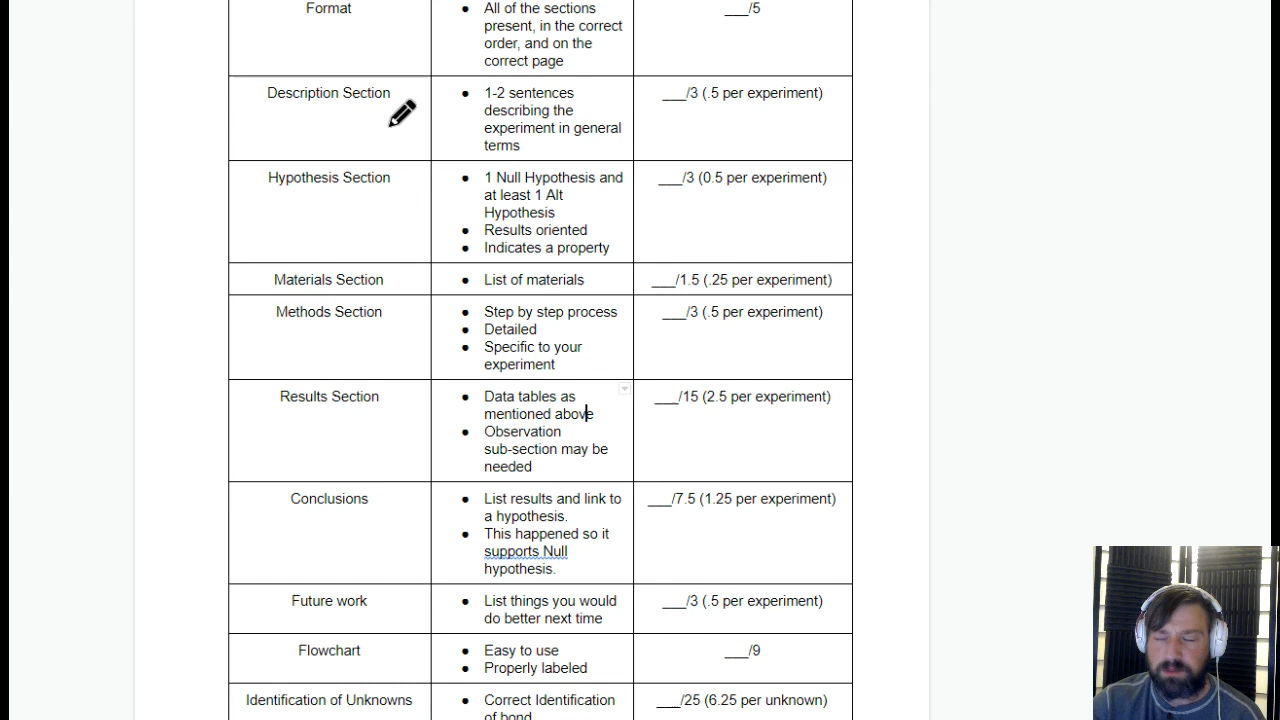 Format
● All of the sections
present, in the correct
order, and on the
correct page
___/5
Description Section
● 1-2 sentences
describing the
experiment in general
terms
___/3 (.5 per experiment)
Hypothesis Section
● 1 Null Hypothesis and
at least 1 Alt
Hypothesis
● Results oriented
● Indicates a property
___/3 (0.5 per experiment)
Materials Section
● List of materials
___/1.5 (.25 per experiment)
Methods Section
● Step by step process
● Detailed
● Specific to your
experiment
___/3 (.5 per experiment)
Results Section
● Data tables as
mentioned above
● Observation
sub-section may be
needed
___/15 (2.5 per experiment)
Conclusions
● List results and link to
a hypothesis.
● This happened so it
supports Null
hypothesis.
___/7.5 (1.25 per experiment)
Future work
● List things you would
do better next time
___/3 (.5 per experiment)
Flowchart
● Easy to use
● Properly labeled
___/9
Identification of Unknowns
● Correct Identification
of bond
___/25 (6.25 per unknown)